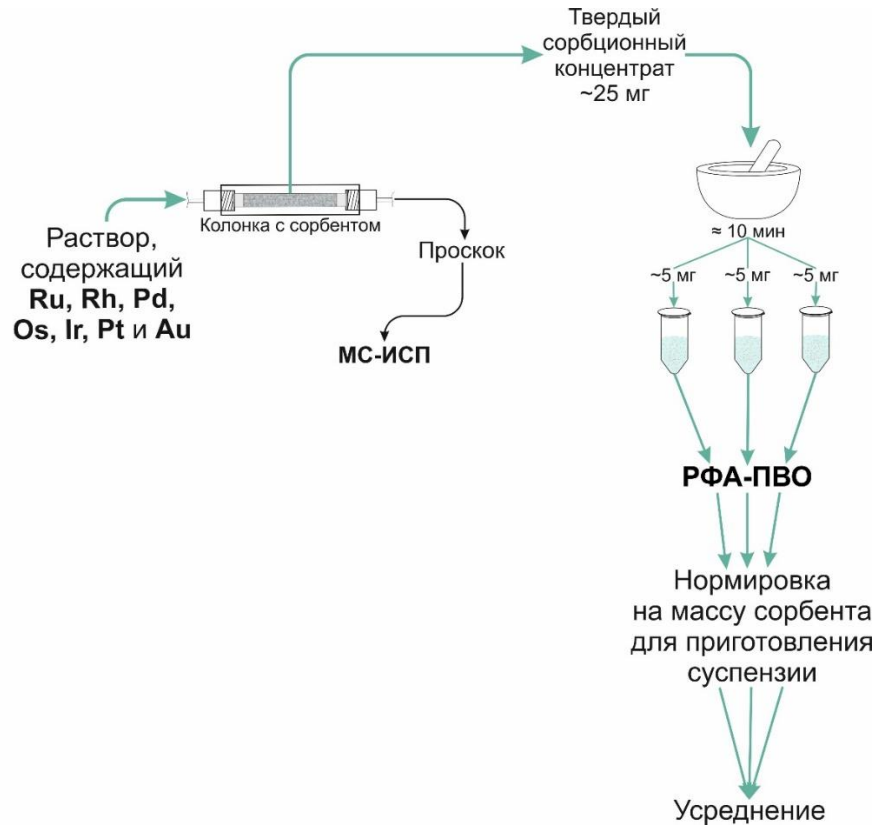 Твердый
сорбционный
концентрат
~25 мг
Колонка с сорбентом
Раствор,
содержащий
Ru, Rh, Pd,
Os, Ir, Pt и Au
Проскок
МС-ИСП
≈ 10 мин
~5 мг
~5 мг
~5 мг
РФА-ПВО
Нормировка
на массу сорбента
для приготовления
суспензии
Усреднение